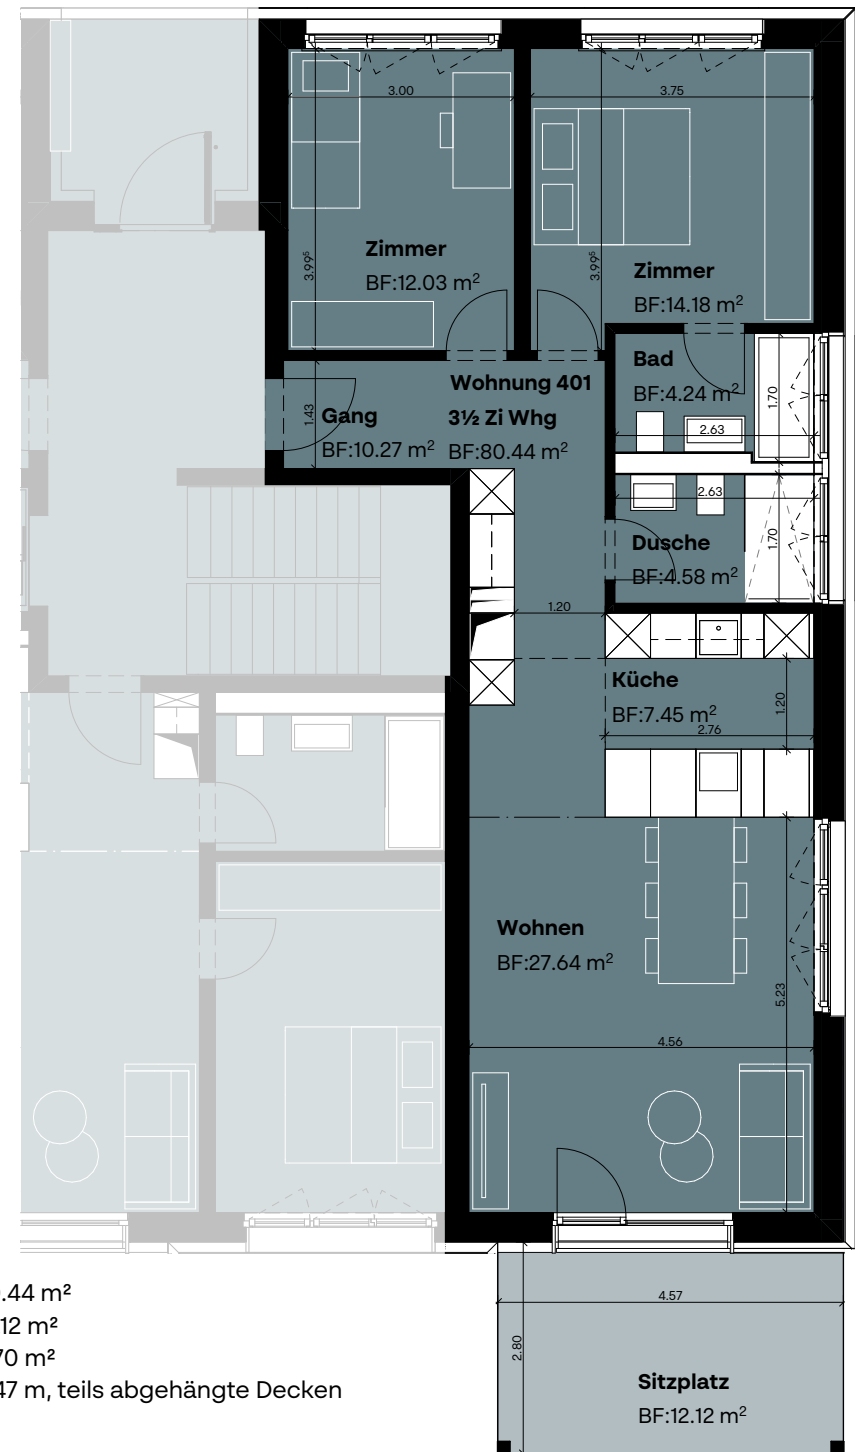 3.00
3.75
Zimmer
BF:12.03 m²
3.99⁵
3.99⁵
Zimmer
BF:14.18 m²
Wohnung 401
3½ Zi Whg
BF:80.44 m²
Gang
BF:10.27 m²
1.43
Bad
BF:4.24 m²
1.70
2.63
2.63
Dusche
BF:4.58 m²
1.70
1.20
Küche
BF:7.45 m²
1.20
2.76
Wohnen
BF:27.64 m²
5.23
4.56
4.57
2.80
Sitzplatz
BF:12.12 m²
.44 m²
12 m²
70 m²
47 m, teils abgehängte Decken